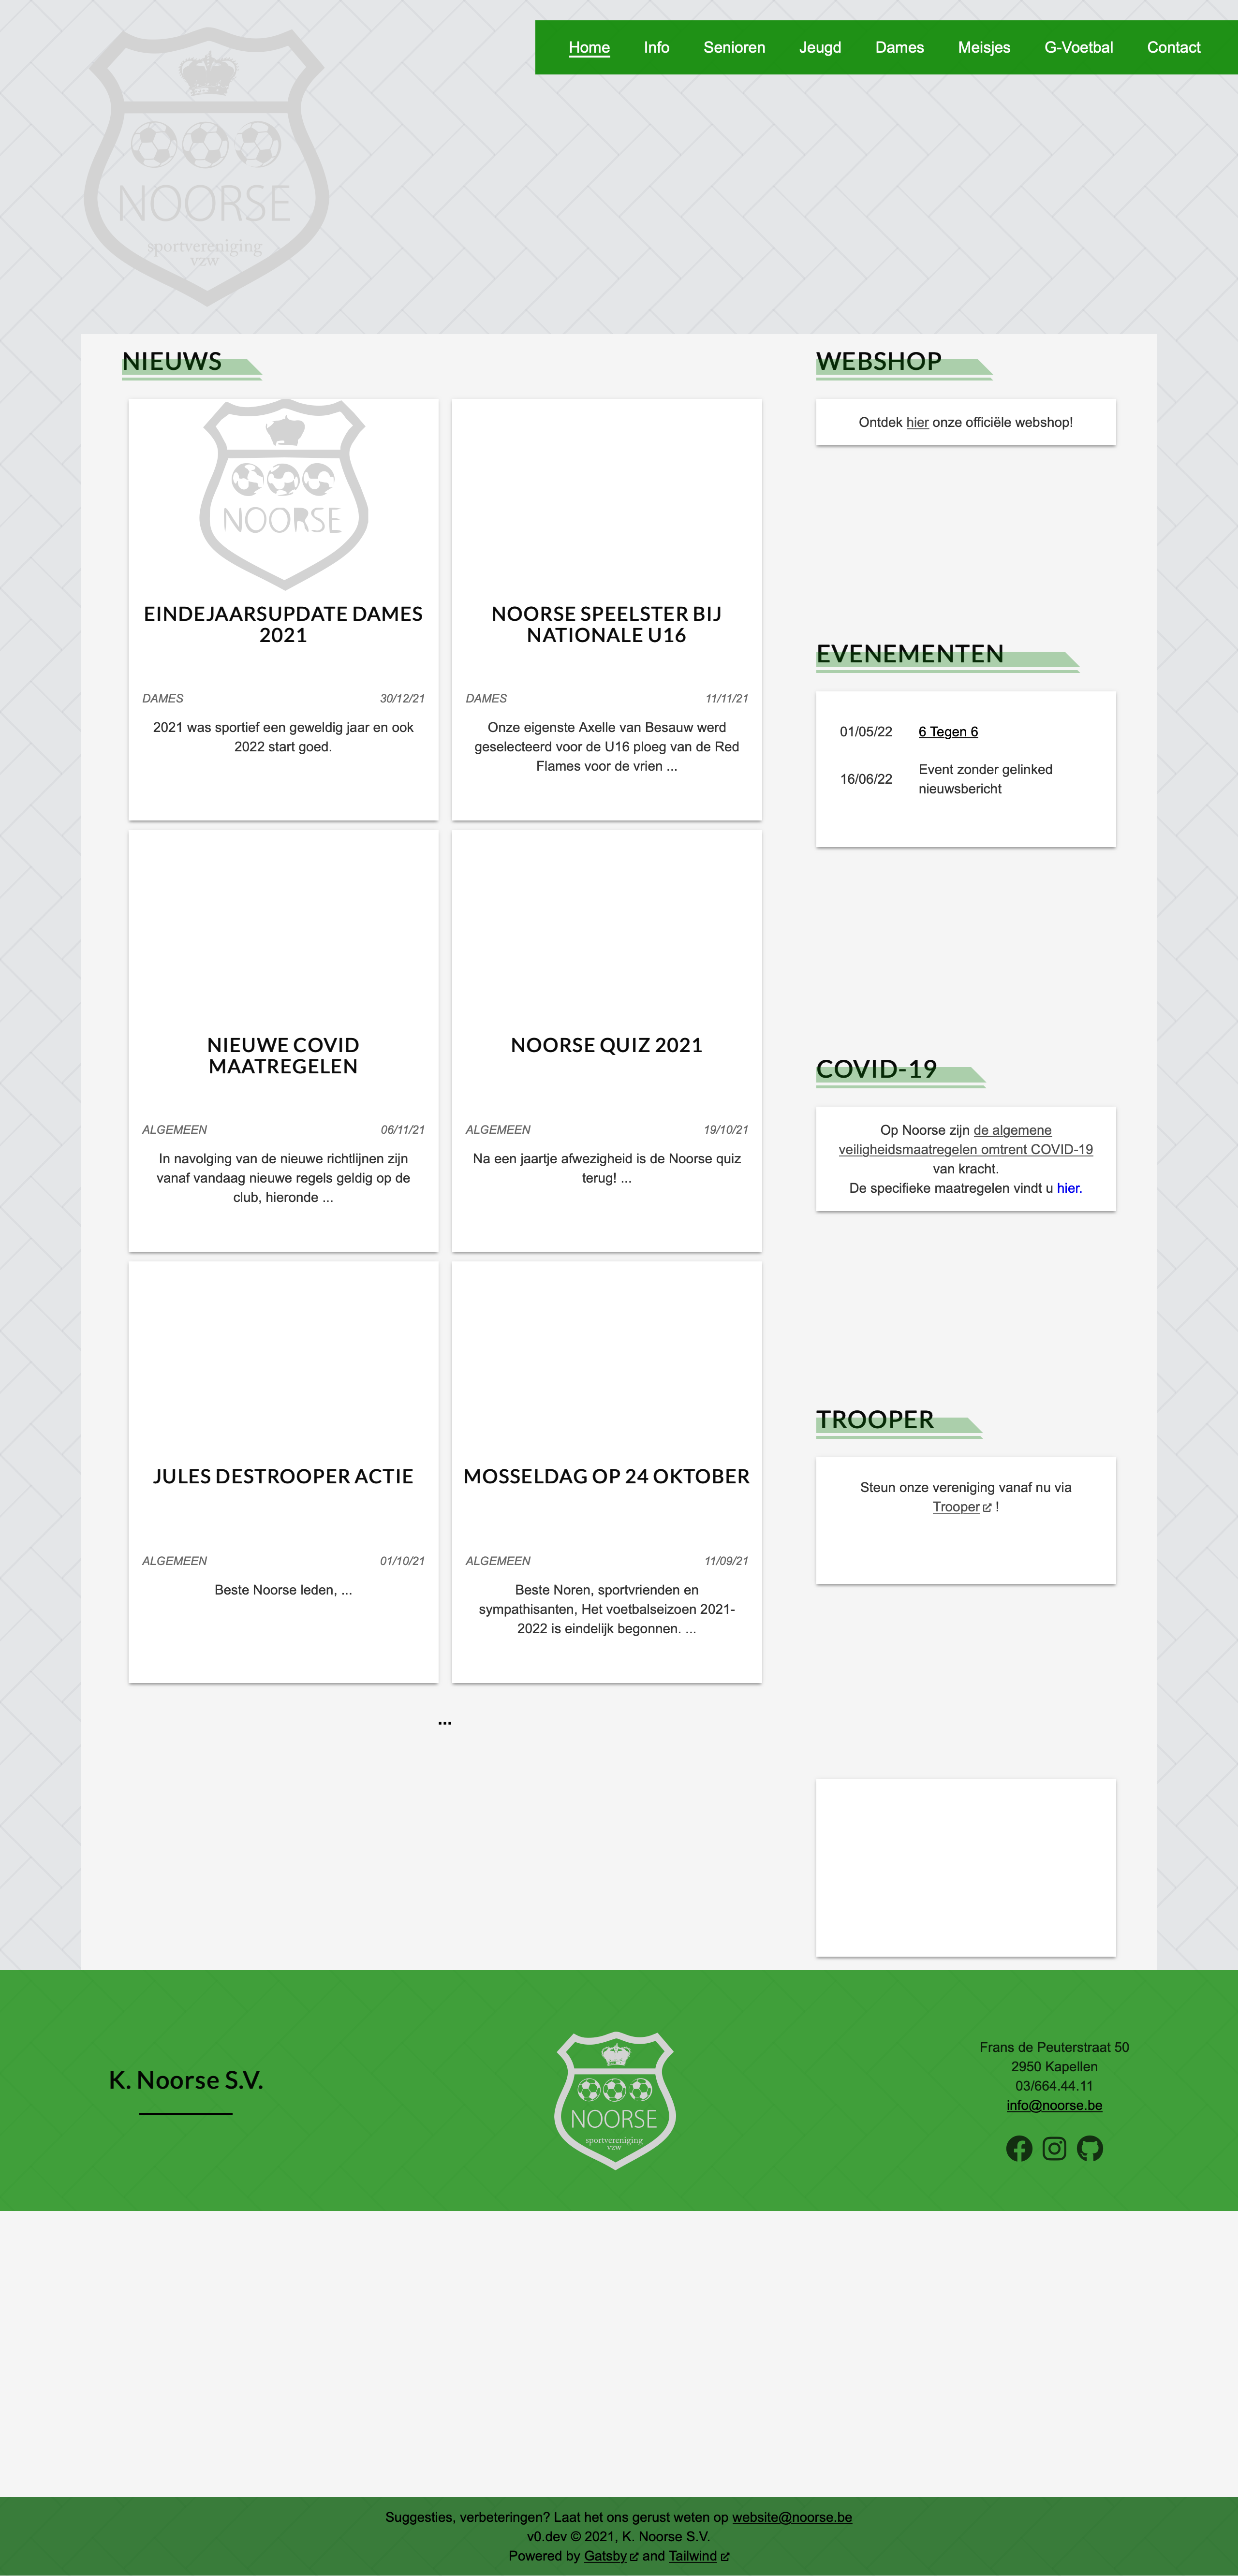 Home Info Senioren Jeugd Dames Meisjes G-Voetbal Contact
NOORSE
sportvereniging
vzw
NIEUWS
NOORSE
EINDEJAARSUPDATE DAMES
2021
DAMES 30/12/21
2021 was sportief een geweldig jaar en ook
2022 start goed.
NOORSE SPEELSTER BIJ
NATIONALE U16
DAMES 11/11/21
Onze eigenste Axelle van Besauw werd
geselecteerd voor de U16 ploeg van de Red
Flames voor de vrien ...
NIEUWE COVID
MAATREGELEN
ALGEMEEN 06/11/21
In navolging van de nieuwe richtlijnen zijn
vanaf vandaag nieuwe regels geldig op de
club, hieronde ...
NOORSE QUIZ 2021
ALGEMEEN 19/10/21
Na een jaartje afwezigheid is de Noorse quiz
terug! ...
JULES DESTROOPER ACTIE
ALGEMEEN 01/10/21
Beste Noorse leden, ...
MOSSELDAG OP 24 OKTOBER
ALGEMEEN 11/09/21
Beste Noren, sportvrienden en
sympathisanten, Het voetbalseizoen 2021-
2022 is eindelijk begonnen. ...
...
WEBSHOP
Ontdek hier onze officiële webshop!
EVENEMENTEN
01/05/22 6 Tegen 6
16/06/22 Event zonder gelinked
nieuwsbericht
COVID-19
Op Noorse zijn de algemene
veiligheidsmaatregelen omtrent COVID-19
van kracht.
De specifieke maatregelen vindt u hier.
TROOPER
Steun onze vereniging vanaf nu via
Trooper !
K. Noorse S.V.
NOORSE
sportvereniging
vzw
Frans de Peuterstraat 50
2950 Kapellen
03/664.44.11
info@noorse.be
Suggesties, verbeteringen? Laat het ons gerust weten op website@noorse.be
v0.dev © 2021, K. Noorse S.V.
Powered by Gatsby and Tailwind